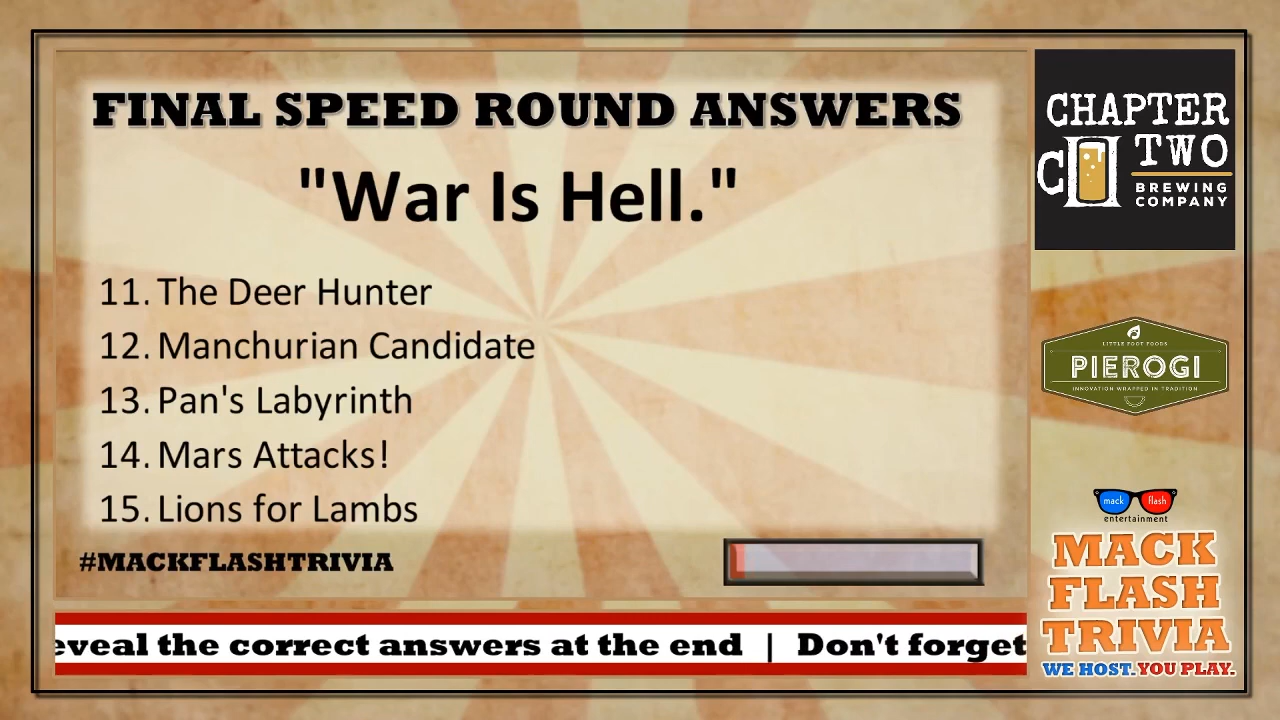 FINAL SPEED ROUND ANSWERS
"War Is Hell."
11. The Deer Hunter
12. Manchurian Candidate
13. Pan's Labyrinth
14. Mars Attacks!
15. Lions for Lambs
#MACKFLASHTRIVIA
eveal the correct answers at the end | Don't forget
CHAPTER
TWO
C
BREWING
COMPANY
LITTLE FOOT FOODS
PIEROGI
INNOVATION WRAPPED IN TRADITION
mack flash
entertainment
MACK
FLASH
TRIVIA
WE HOST. YOU PLAY.